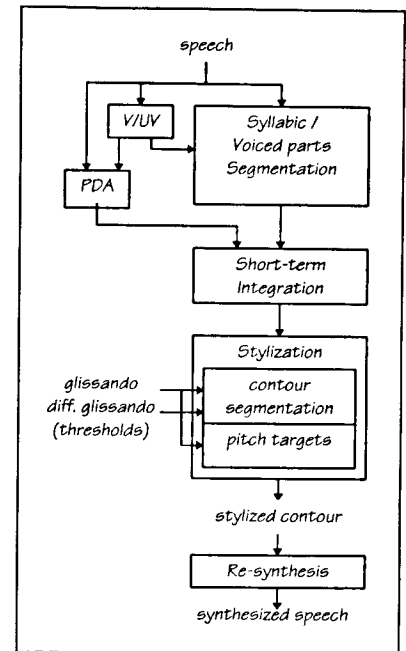 speech
V/UV
Syllabic /
Voiced parts
Segmentation
PDA
Short-term
Integration
Stylization
glissando
diff. glissando
(thresholds)
contour
segmentation
pitch targets
stylized contour
Re-synthesis
synthesized speech